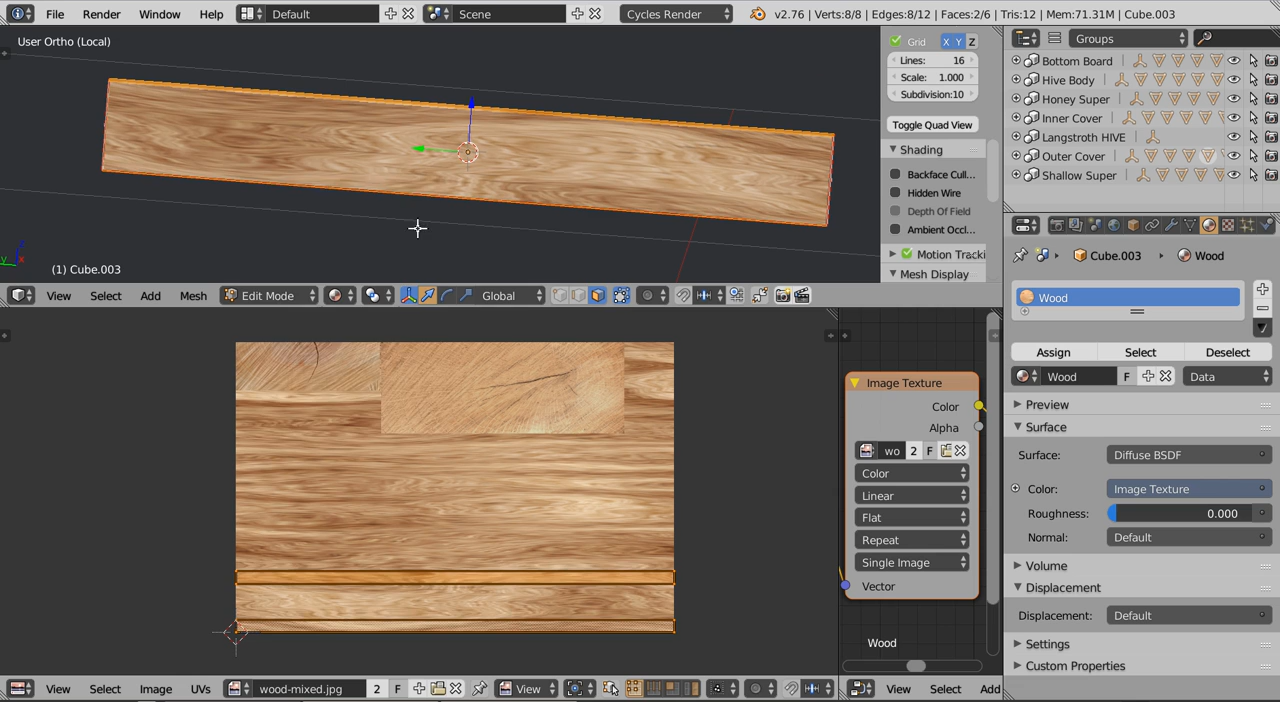 File Render Window Help Default Scene Cycles Render v2.76 | Verts:8/8 | Edges:8/12 | Faces:2/6 | Tris:12 | Mem:71.31M | Cube.003
User Ortho (Local)
(1) Cube.003
z
y x
Grid X Y Z
Lines: 16
Scale: 1.000
Subdivision:10
Toggle Quad View
Shading
Backface Cull...
Hidden Wire
Depth Of Field
Ambient Occl...
Motion Tracki
Mesh Display
Groups
Bottom Board
Hive Body
Honey Super
Inner Cover
Langstroth HIVE
Outer Cover
Shallow Super
View Select Add Mesh Edit Mode Global
Image Texture
Color
Alpha
wo 2 F
Color
Linear
Flat
Repeat
Single Image
Vector
Wood
Cube.003 Wood
Wood
Assign Select Deselect
Wood F Data
Preview
Surface
Surface: Diffuse BSDF
Color: Image Texture
Roughness: 0.000
Normal: Default
Volume
Displacement
Displacement: Default
Settings
Custom Properties
View Select Image UVs wood-mixed.jpg 2 F View
View Select Add